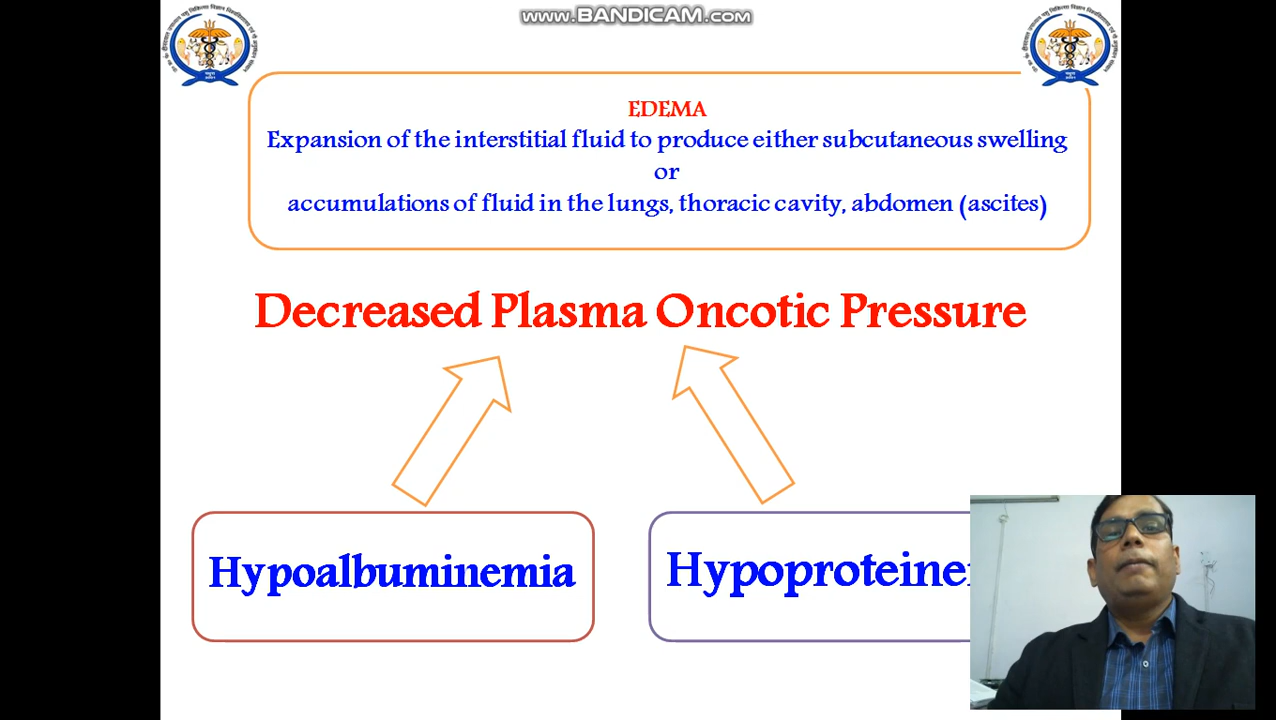 www.BANDICAM.com
EDEMA
Expansion of the interstitial fluid to produce either subcutaneous swelling
or
accumulations of fluid in the lungs, thoracic cavity, abdomen (ascites)
Decreased Plasma Oncotic Pressure
Hypoalbuminemia